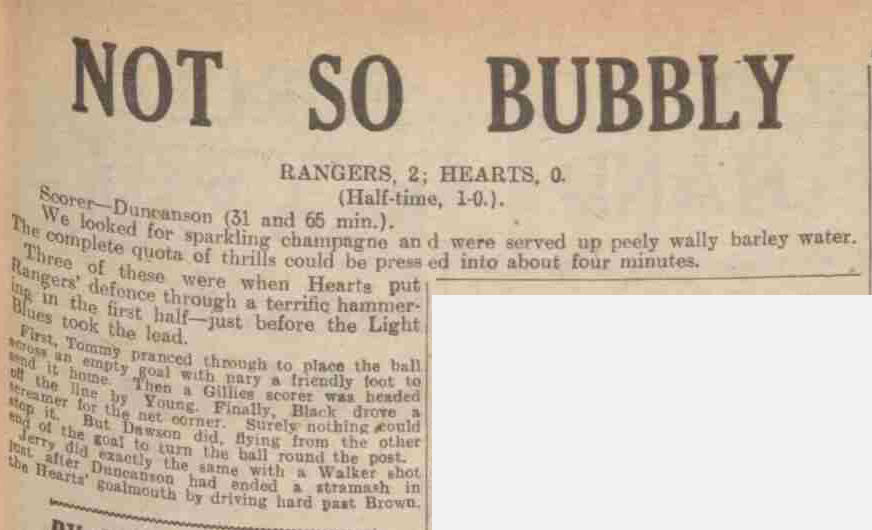 NOT SO BUBBLY
RANGERS, 2; HEARTS, 0.
(Half-time, 1-0.).
Scorer—Duncanson (31 and 65 min.).
We looked for sparkling champagne and were served up peely wally barley water.
The complete quota of thrills could be pressed into about four minutes.
Three of these were when Hearts put
Rangers' defence through a terrific hammer-
ing in the first half—just before the Light
Blues took the lead.
First, Tommy pranced through to place the ball
across an empty goal with nary a friendly foot to
send it home. Then a Gillies scorer was headed
off the line by Young. Finally, Black drove a
screamer for the net corner. Surely nothing could
stop it. But Dawson did, flying from the other
end of the goal to turn the ball round the post.
Jerry did exactly the same with a Walker shot
just after Duncanson had ended a stramash in
the Hearts' goalmouth by driving hard past Brown.
BY